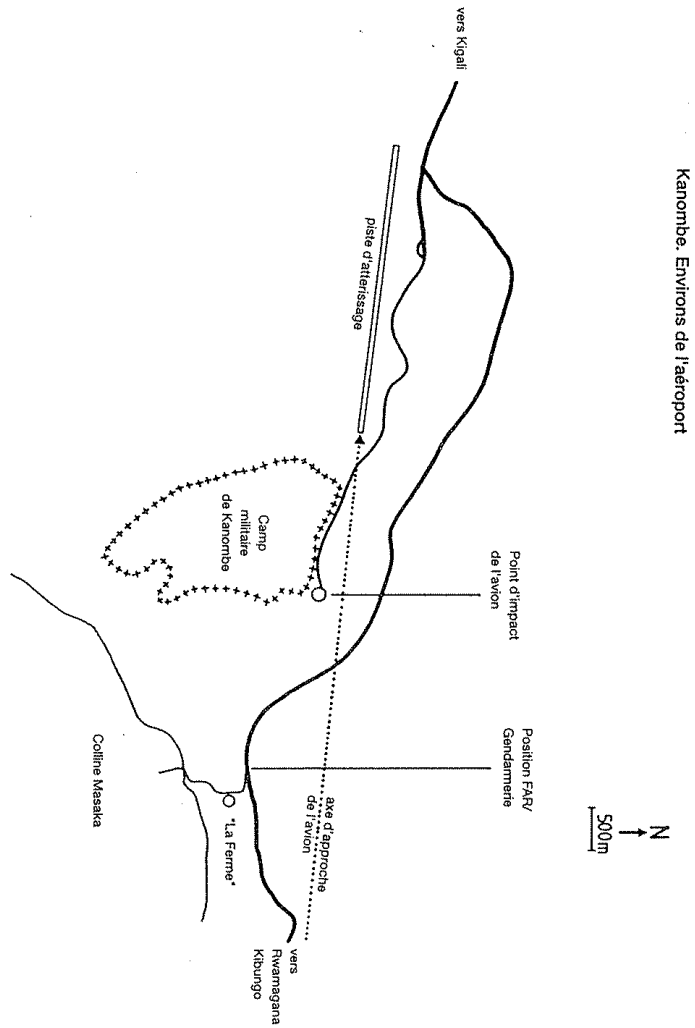 Kanombe. Environs de l'aéroport
vers Kigali
piste d'atterissage
Point d'impact
de l'avion
Position FAR/
Gendarmerie
N
500m
Camp
militaire
de Kanombe
axe d'approche
de l'avion
"La Ferme"
Colline Masaka
vers
Rwamagana
Kibungo